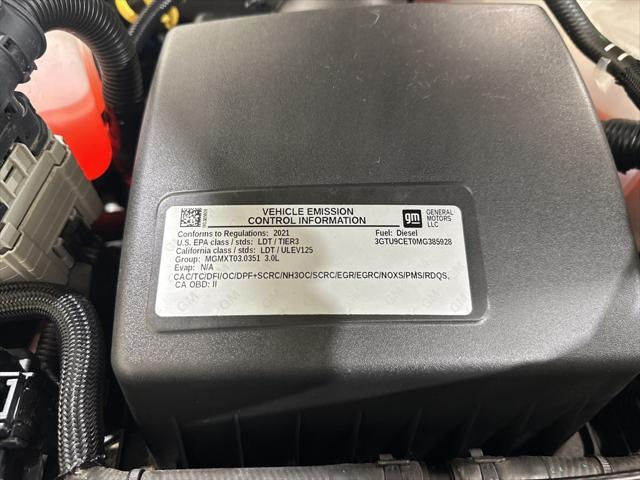 VEHICLE EMISSION
CONTROL INFORMATION
gm
GENERAL
MOTORS
LLC
Conforms to Regulations: 2021
Fuel: Diesel
U.S. EPA class / stds: LDT / TIER3
3GTU9CET0MG385928
California class / stds: LDT / ULEV125
Group: MGMXT03.0351 3.0L
Evap: N/A
CAC/TC/DFI/OC/DPF+SCRC/NH3OC/SCRC/EGR/EGRC/NOXS/PMS/RDQS,
CA OBD: II